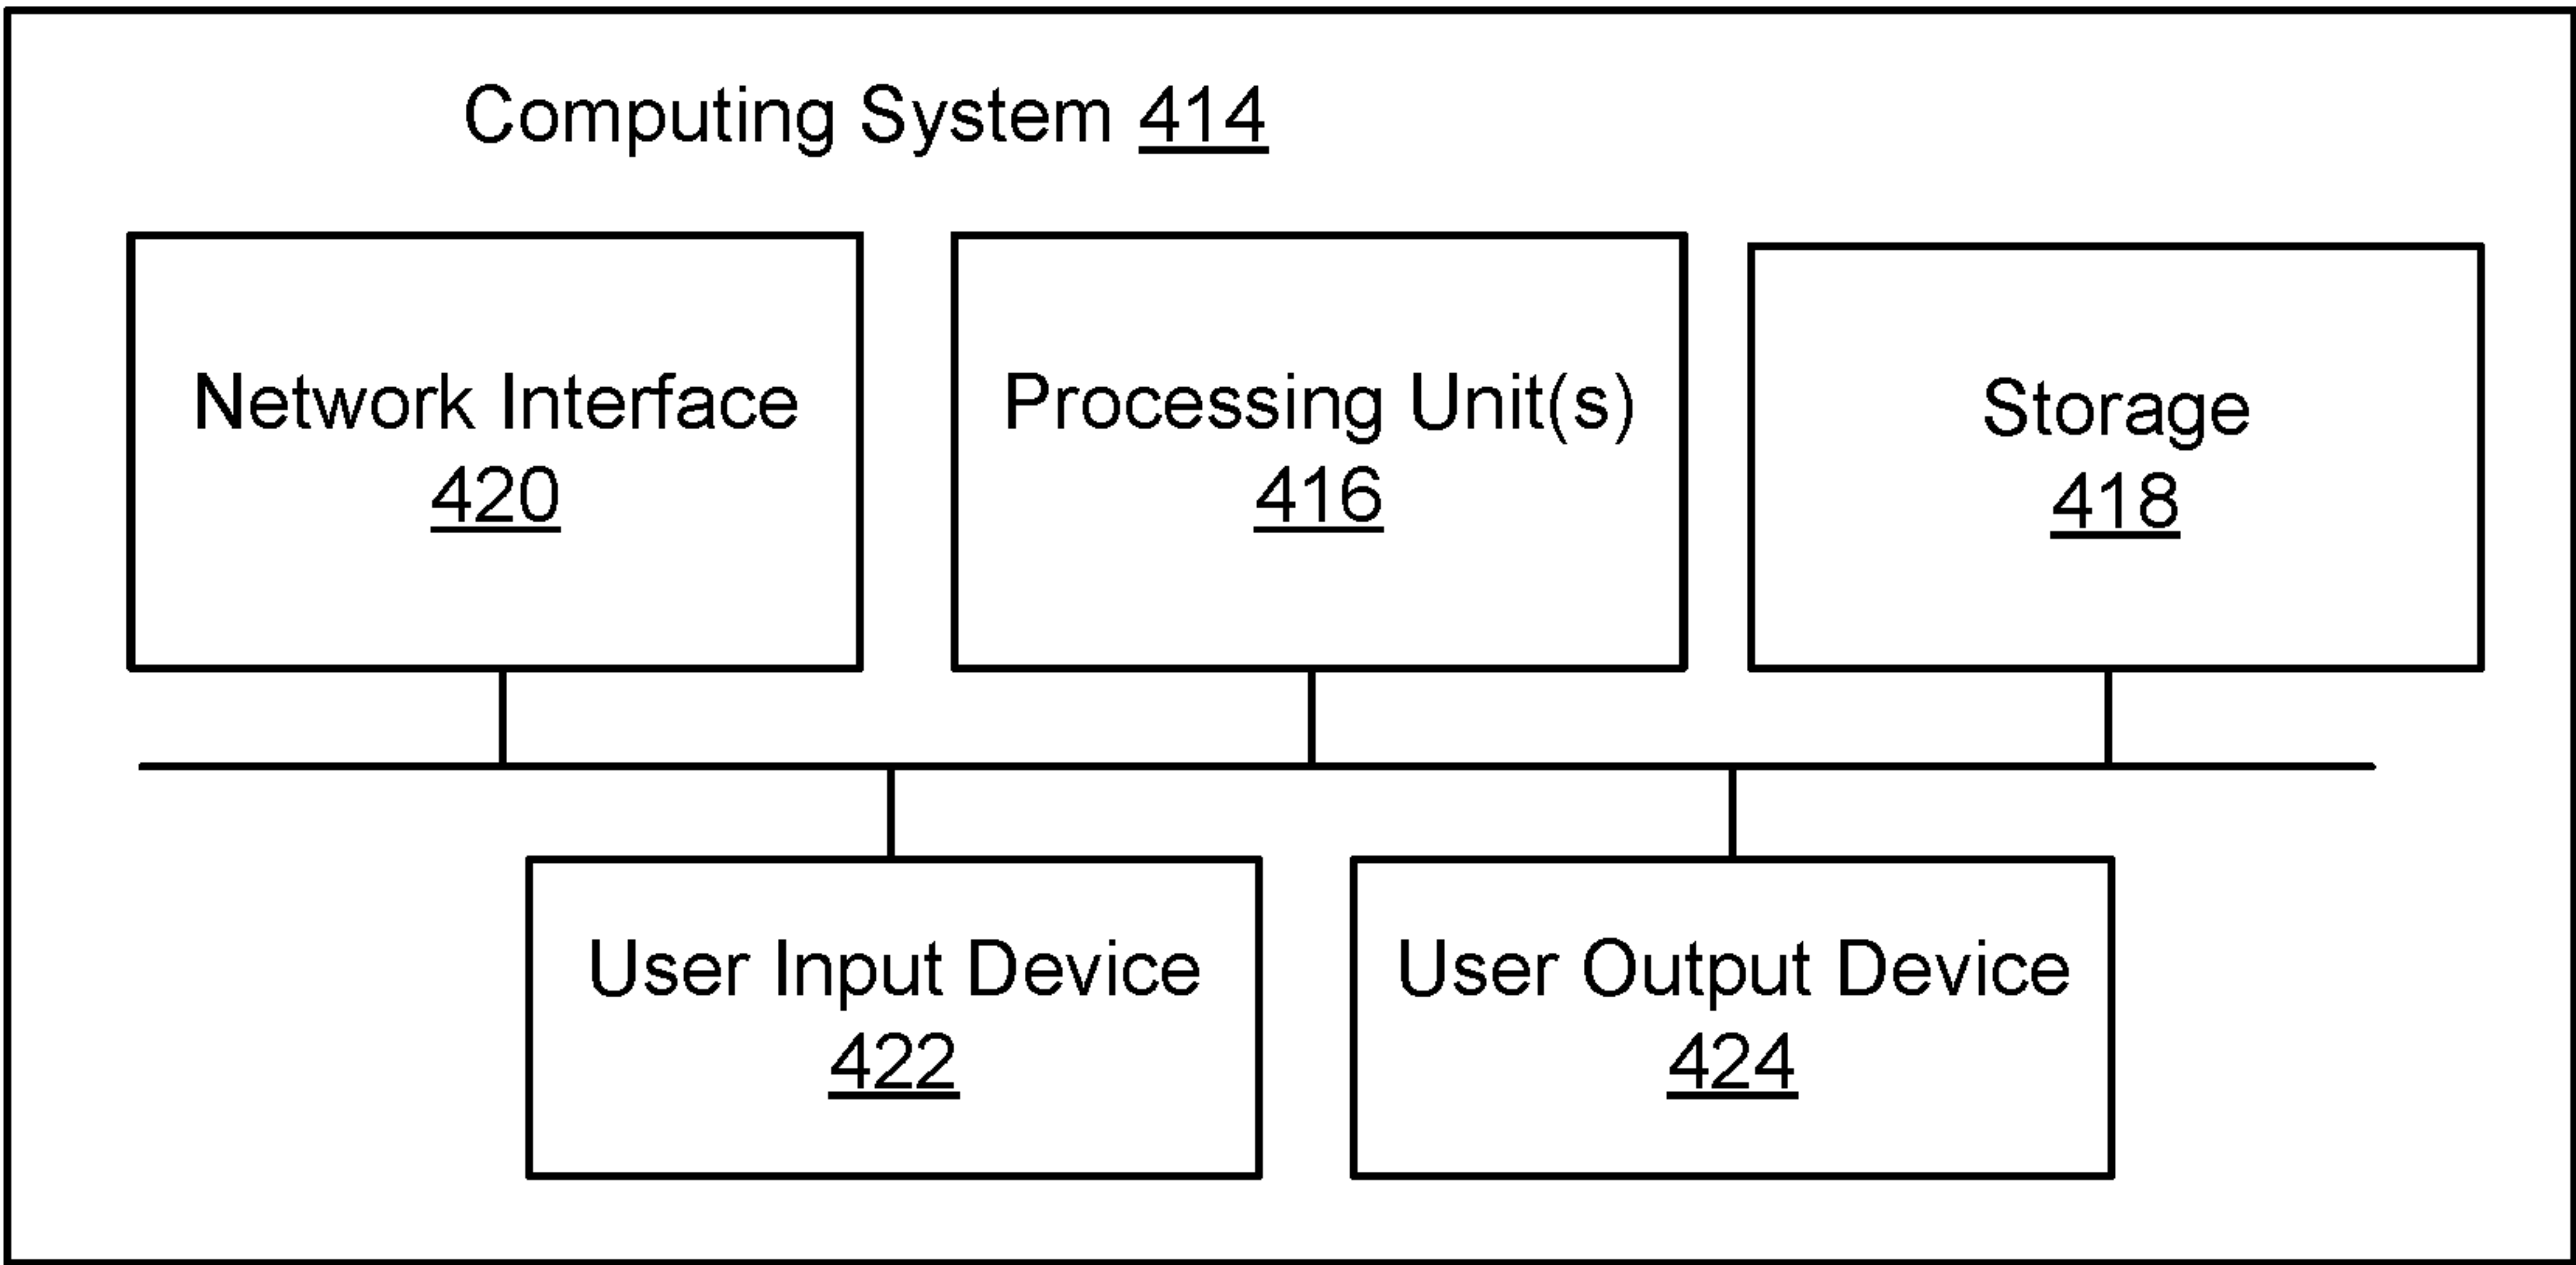 Computing System 414
Network Interface
420
Processing Unit(s)
416
Storage
418
User Input Device
422
User Output Device
424